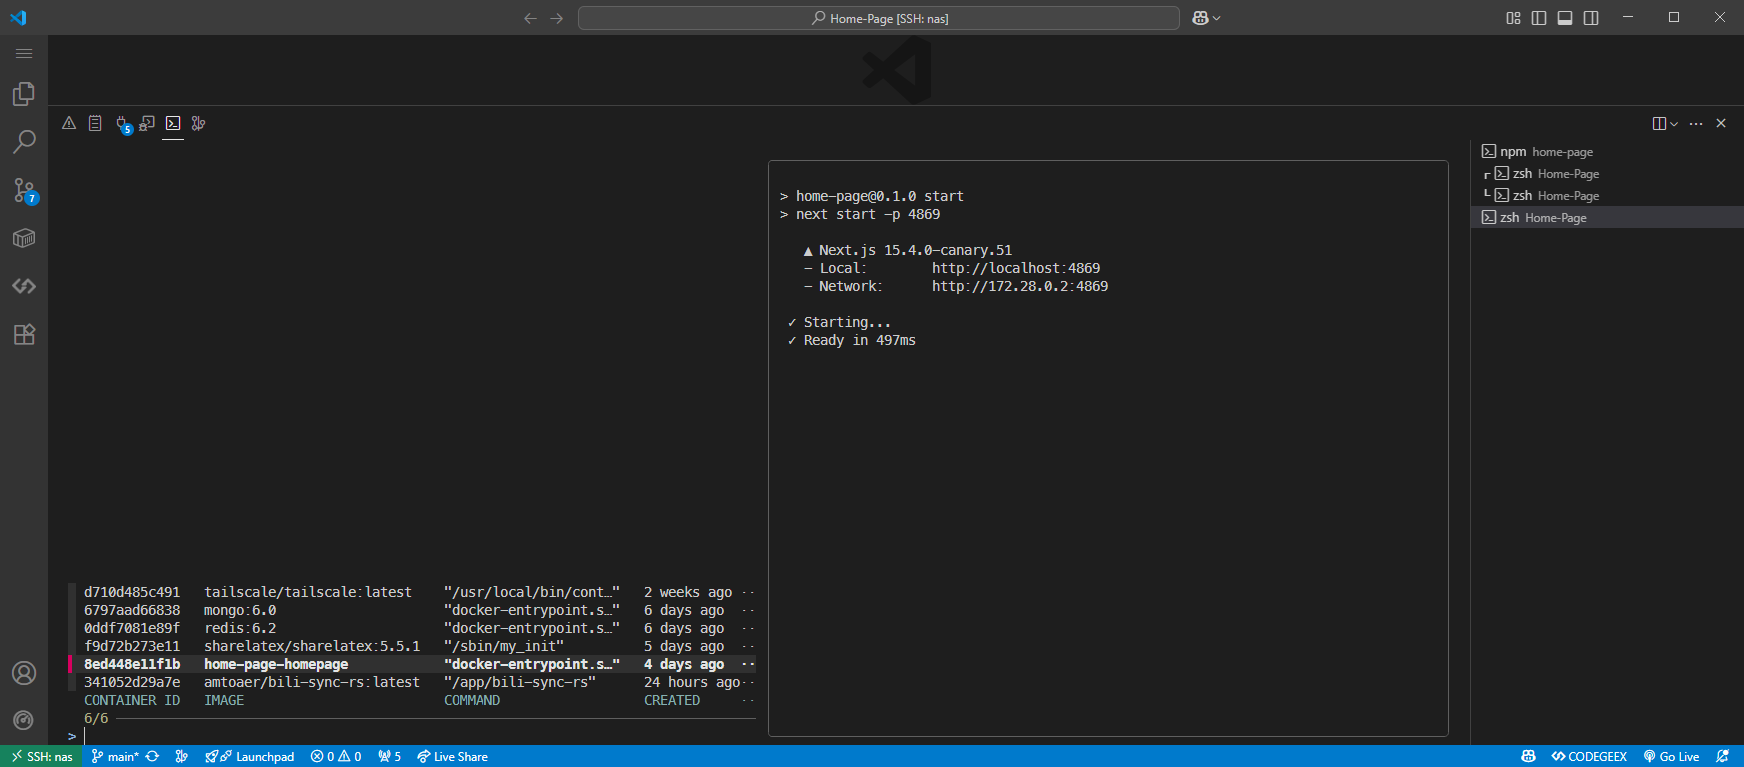 Home-Page [SSH: nas]
5
7
npm home-page
zsh Home-Page
zsh Home-Page
zsh Home-Page
> home-page@0.1.0 start
> next start -p 4869
▲ Next.js 15.4.0-canary.51
- Local: http://localhost:4869
- Network: http://172.28.0.2:4869
✓ Starting...
✓ Ready in 497ms
d710d485c491 tailscale/tailscale:latest "/usr/local/bin/cont…" 2 weeks ago ··
6797aad66838 mongo:6.0 "docker-entrypoint.s…" 6 days ago ··
0ddf7081e89f redis:6.2 "docker-entrypoint.s…" 6 days ago ··
f9d72b273e11 sharelatex/sharelatex:5.5.1 "/sbin/my_init" 5 days ago ··
8ed448e11f1b home-page-homepage "docker-entrypoint.s…" 4 days ago ··
341052d29a7e amtoaer/bili-sync-rs:latest "/app/bili-sync-rs" 24 hours ago··
CONTAINER ID IMAGE COMMAND CREATED ··
6/6
>
SSH: nas main* Launchpad 0 0 5 Live Share CODEGEEX Go Live